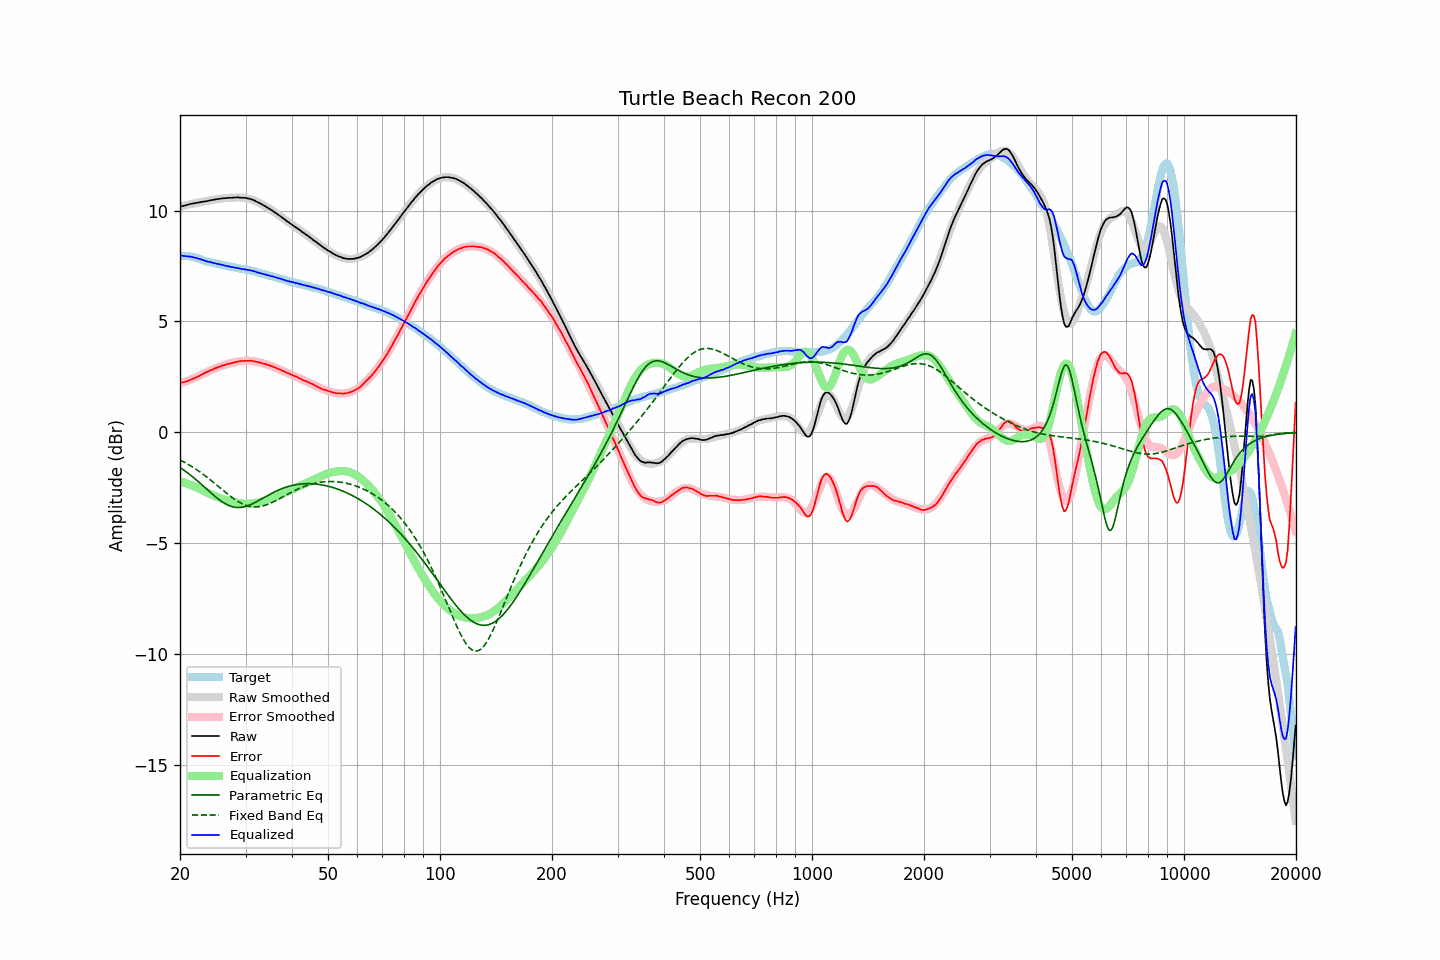 Turtle Beach Recon 200
Amplitude (dBr)
10
5
0
−5
−10
−15
Target
Raw Smoothed
Error Smoothed
Raw
Error
Equalization
Parametric Eq
Fixed Band Eq
Equalized
20 50 100 200 500 1000 2000 5000 10000 20000
Frequency (Hz)